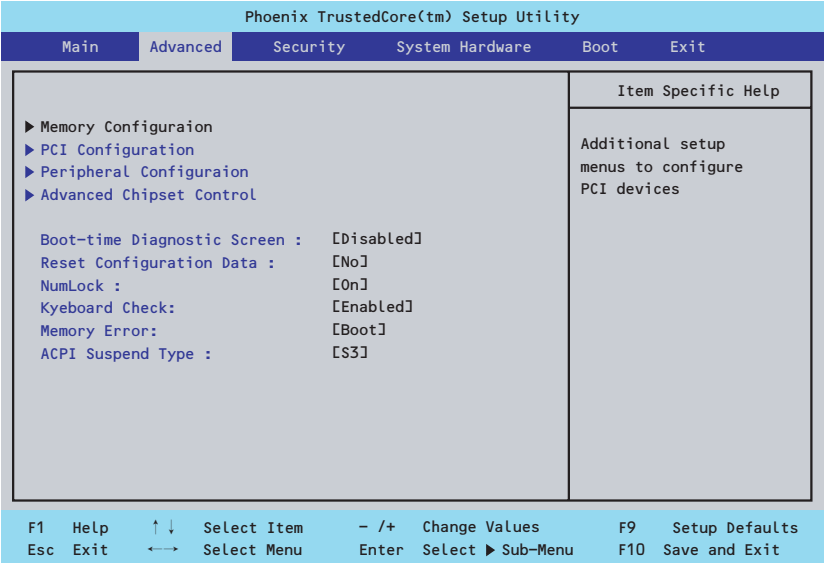 Phoenix TrustedCore(tm) Setup Utility
Main Advanced Security System Hardware Boot Exit
Item Specific Help
▶ Memory Configuraion
▶ PCI Configuration
▶ Peripheral Configuraion
▶ Advanced Chipset Control
Additional setup
menus to configure
PCI devices
Boot-time Diagnostic Screen : [Disabled]
Reset Configuration Data : [No]
NumLock : [On]
Kyeboard Check: [Enabled]
Memory Error: [Boot]
ACPI Suspend Type : [S3]
F1 Help ↑↓ Select Item - /+ Change Values F9 Setup Defaults
Esc Exit ←→ Select Menu Enter Select ▶ Sub-Menu F10 Save and Exit